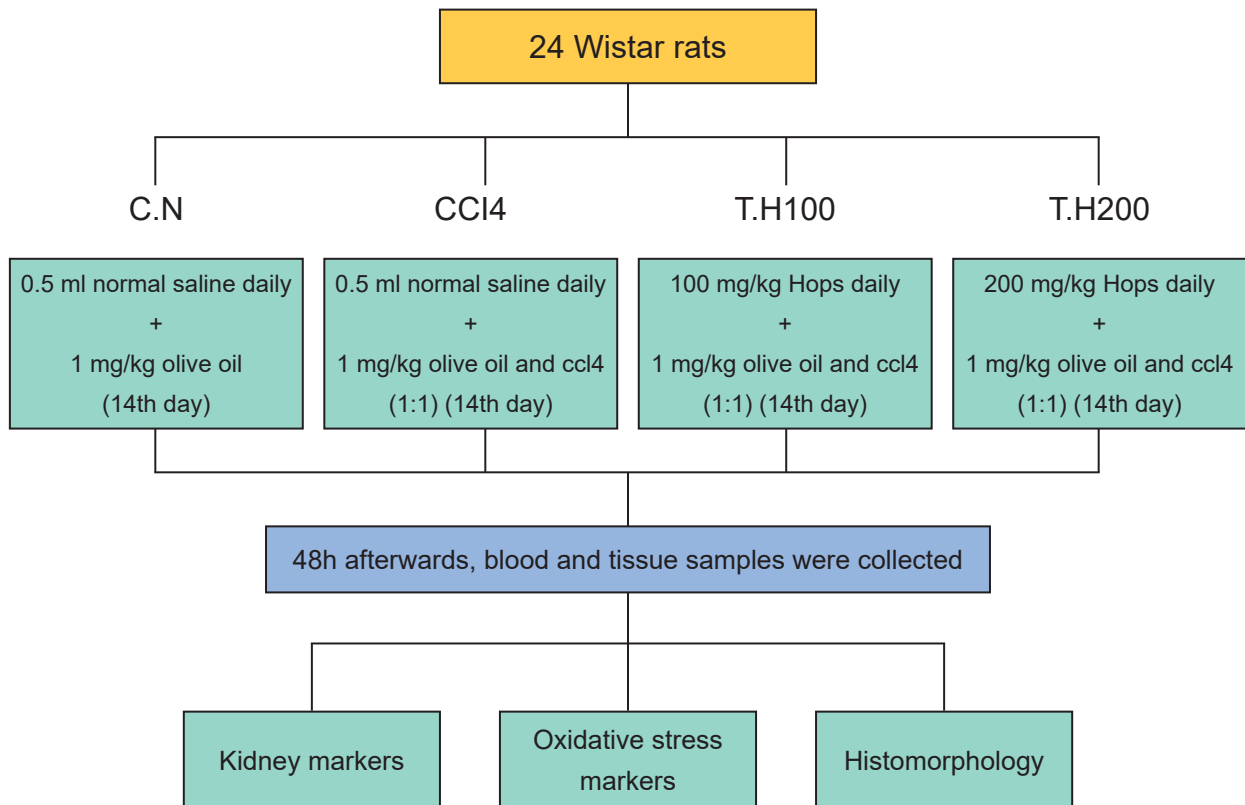 24 Wistar rats
C.N
CCl4
T.H100
T.H200
0.5 ml normal saline daily
+
1 mg/kg olive oil
(14th day)
0.5 ml normal saline daily
+
1 mg/kg olive oil and ccl4
(1:1) (14th day)
100 mg/kg Hops daily
+
1 mg/kg olive oil and ccl4
(1:1) (14th day)
200 mg/kg Hops daily
+
1 mg/kg olive oil and ccl4
(1:1) (14th day)
48h afterwards, blood and tissue samples were collected
Kidney markers
Oxidative stress
markers
Histomorphology